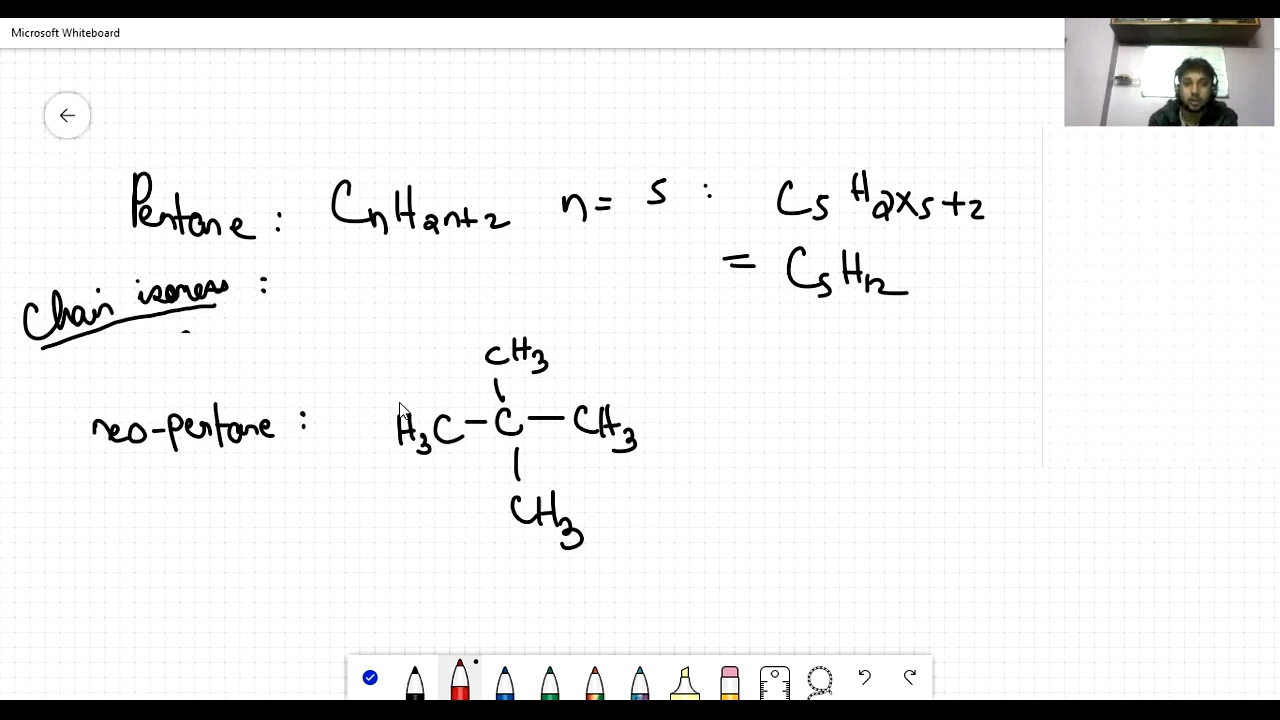 Microsoft Whiteboard
Pentane : CnH2n+2 n = 5 : C5 H2x5+2
= C5H12
Chain isomers :
CH3
neo-pentane : H3C - C - CH3
CH3